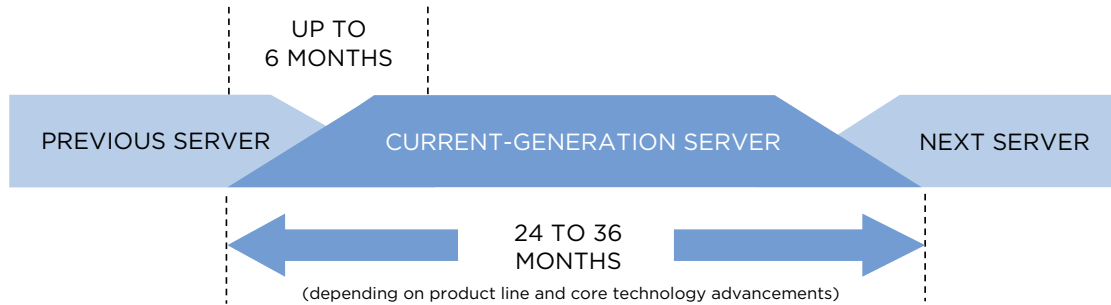 UP TO
6 MONTHS
PREVIOUS SERVER
CURRENT-GENERATION SERVER
NEXT SERVER
24 TO 36
MONTHS
(depending on product line and core technology advancements)